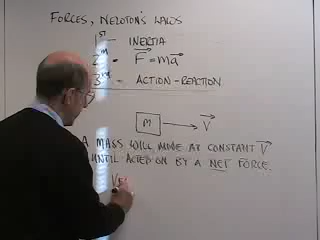 FORCES, NEWTON'S LAWS
1st - INERTIA
2 - F = ma
3rd - ACTION-REACTION
m V
A MASS WILL MOVE AT CONSTANT V
UNTIL ACTED ON BY A NET FORCE.